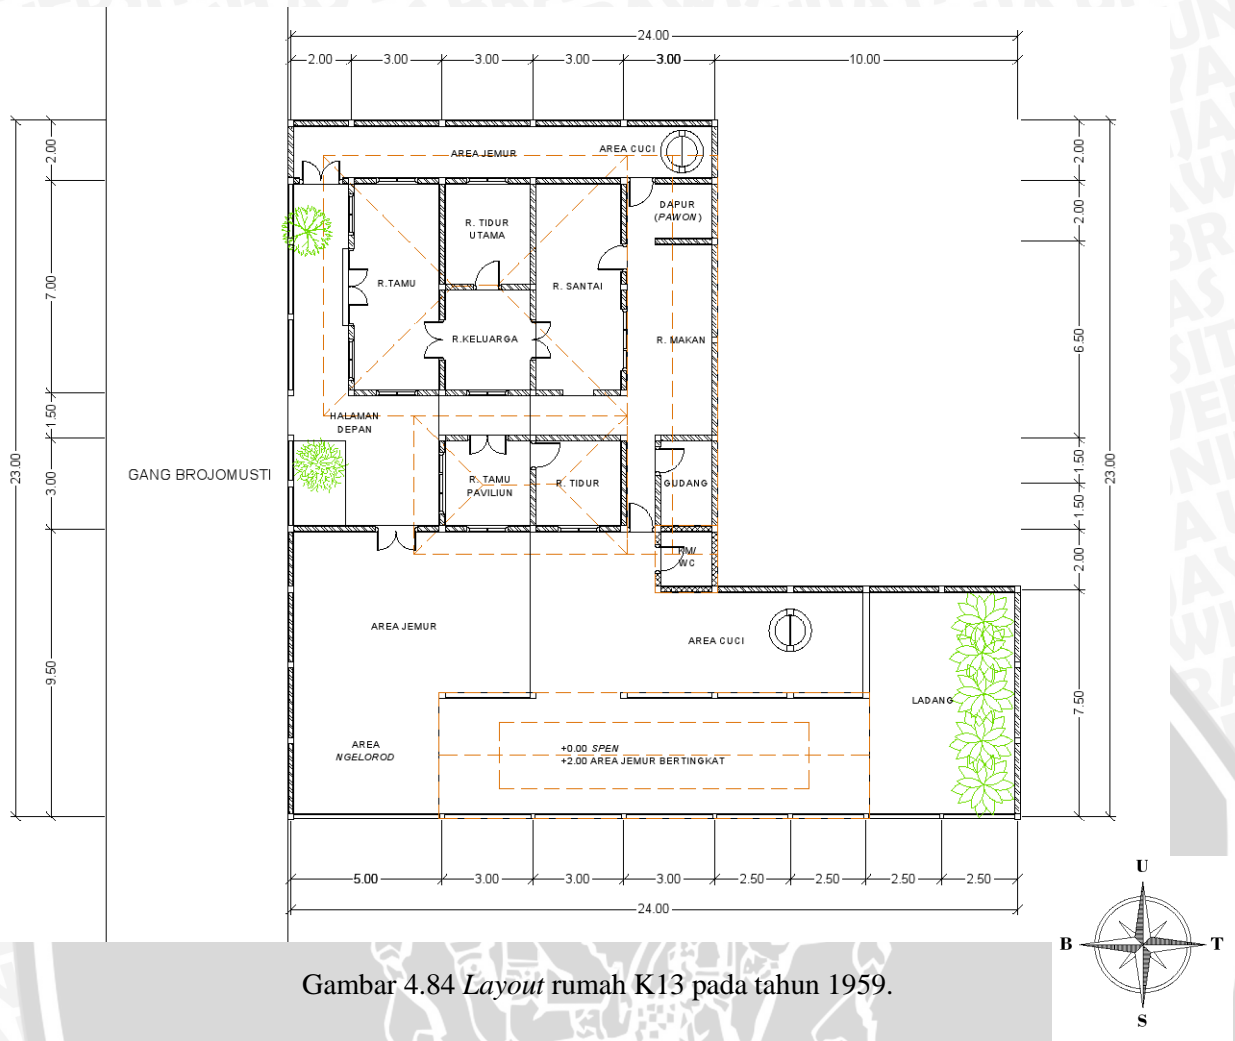 24.00
2.00 3.00 3.00 3.00 3.00 10.00
2.00
7.00
1.50
3.00
9.50
23.00
2.00
2.00
6.50
1.50
1.50
2.00
7.50
23.00
AREA JEMUR
AREA CUCI
DAPUR
(PAWON)
R. TIDUR
UTAMA
R.TAMU
R. SANTAI
R.KELUARGA
R. MAKAN
HALAMAN
DEPAN
GANG BROJOMUSTI
R. TAMU
PAVILIUN
R. TIDUR
GUDANG
KM/
WC
AREA JEMUR
AREA CUCI
LADANG
AREA
NGELOROD
+0.00 SPEN
+2.00 AREA JEMUR BERTINGKAT
5.00 3.00 3.00 3.00 2.50 2.50 2.50 2.50
24.00
U
B T
S
Gambar 4.84 Layout rumah K13 pada tahun 1959.